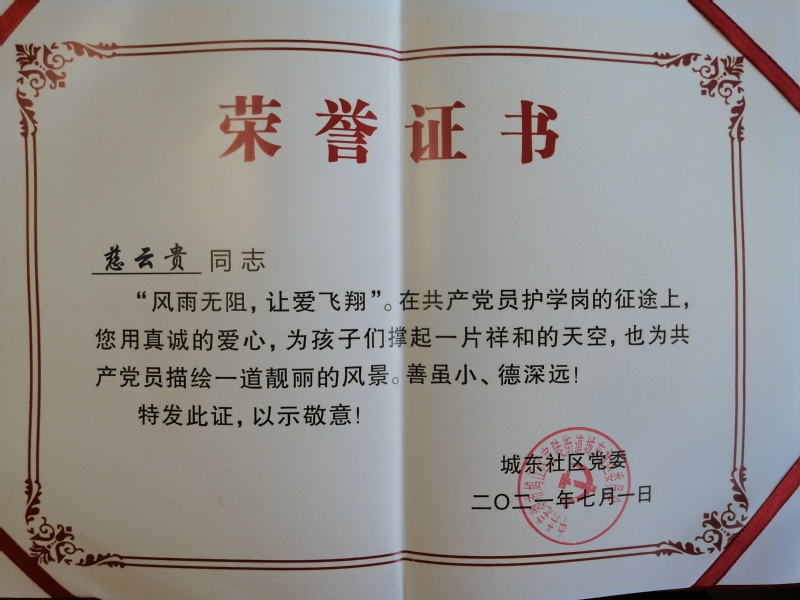 荣誉证书
慈云贵 同志
“风雨无阻，让爱飞翔”。在共产党员护学岗的征途上，
您用真诚的爱心，为孩子们撑起一片祥和的天空，也为共
产党员描绘一道靓丽的风景。善虽小、德深远！
特发此证，以示敬意！
城东社区党委
二〇二一年七月一日